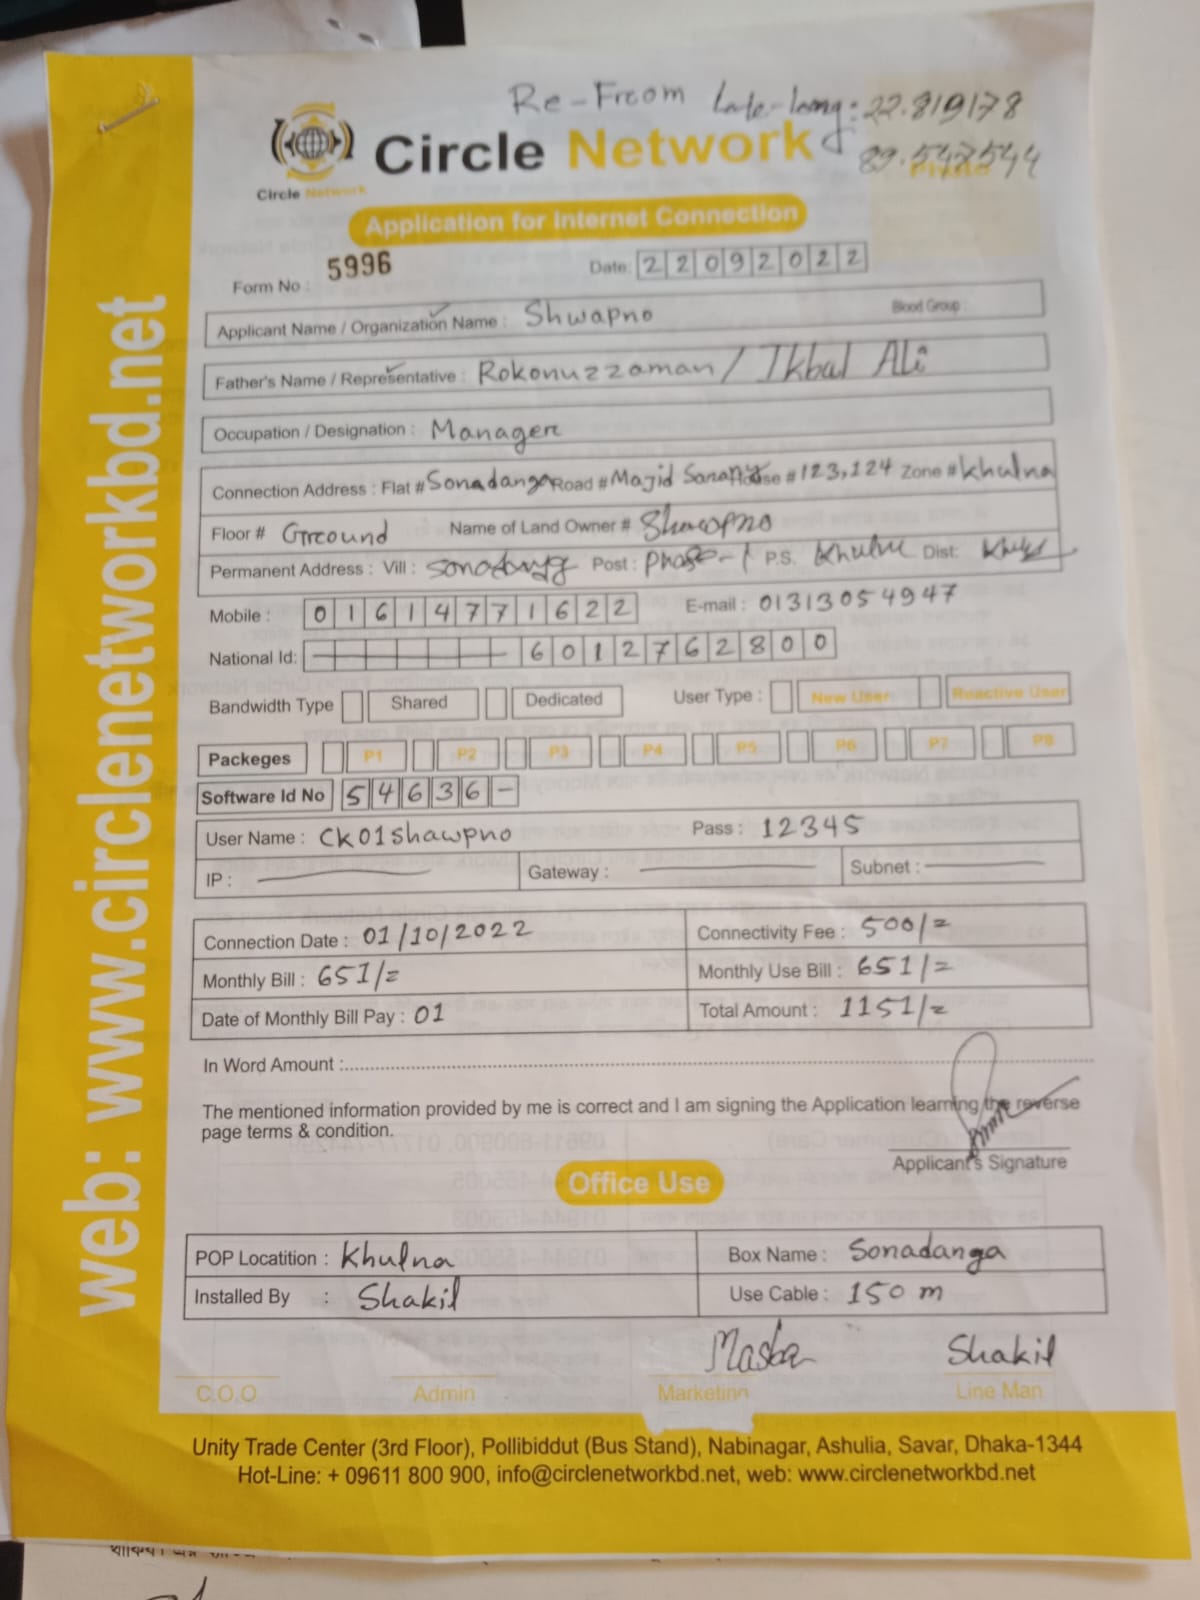 Re-From Late-Long: 22.819178
89.547544
Circle Network
Circle Network
Photo
Application for Internet Connection
Form No : 5996 Date: 22092022
Applicant Name / Organization Name : Shwapno Blood Group :
Father's Name / Representative : Rokonuzzaman / Ikbal Ali
Occupation / Designation : Manager
Connection Address : Flat # Sonadanga Road # Majid Sarani House # 123,124 Zone # Khulna
Floor # Ground Name of Land Owner # Shawpno
Permanent Address : Vill : Sonadanga Post : Phase-1 P.S. Khulna Dist: Khulna
Mobile : 01614771622 E-mail : 01313054947
National Id: 6012762800
Bandwidth Type Shared Dedicated User Type : New User Reactive User
Packeges P1 P2 P3 P4 P5 P6 P7 P8
Software Id No 54636-
User Name : Ck01shawpno Pass : 12345
IP : Gateway : Subnet :
Connection Date : 01/10/2022 Connectivity Fee : 500/=
Monthly Bill : 651/= Monthly Use Bill : 651/=
Date of Monthly Bill Pay : 01 Total Amount : 1151/=
In Word Amount :
The mentioned information provided by me is correct and I am signing the Application learning the reverse
page terms & condition.
Applicant's Signature
Office Use
POP Locatition : Khulna Box Name : Sonadanga
Installed By : Shakil Use Cable : 150 m
Shakil
C.O.O Admin Marketing Line Man
Unity Trade Center (3rd Floor), Pollibiddut (Bus Stand), Nabinagar, Ashulia, Savar, Dhaka-1344
Hot-Line: + 09611 800 900, info@circlenetworkbd.net, web: www.circlenetworkbd.net
web: www.circlenetworkbd.net